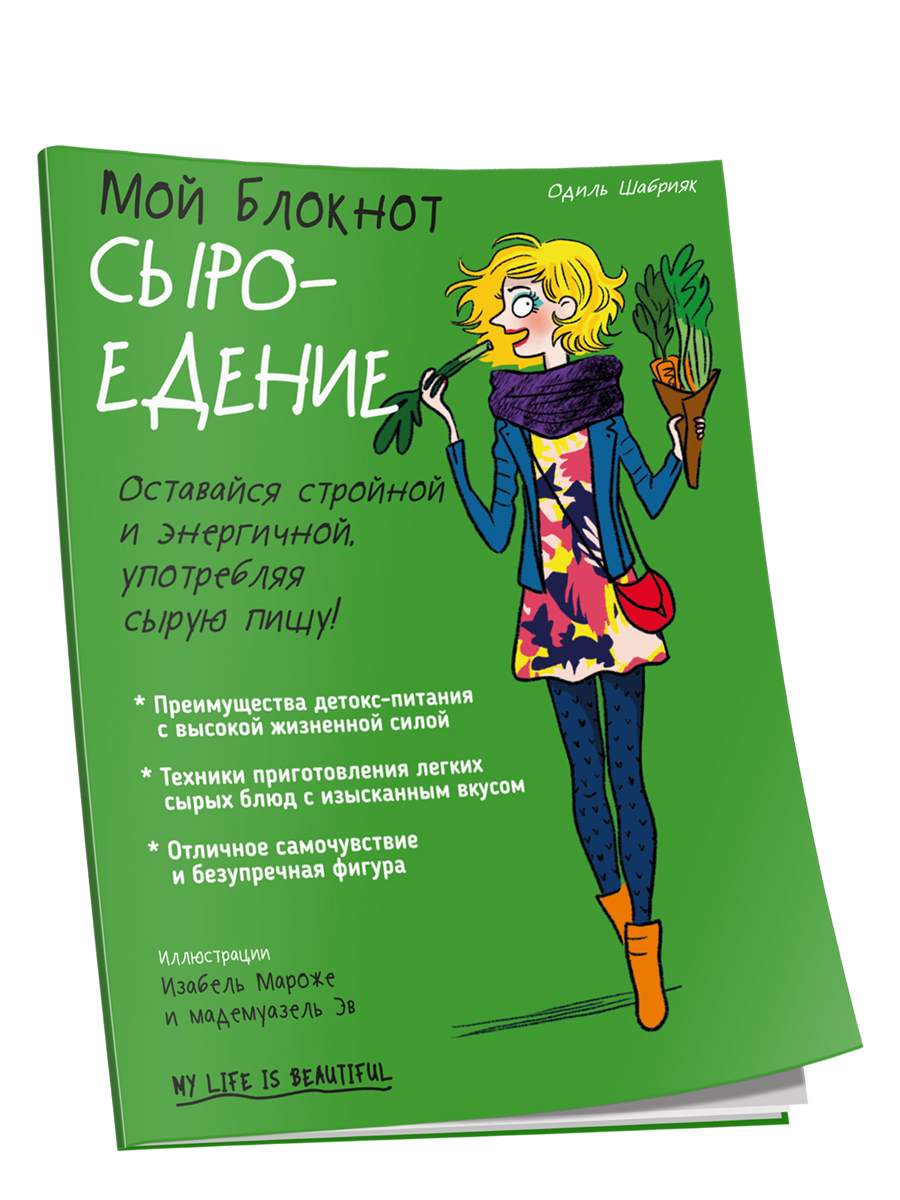 Мой Блокнот
Одиль Шабрияк
СЫРО-
ЕДЕНИЕ
Оставайся стройной
и энергичной,
употребляя
сырую пищу!
* Преимущества детокс-питания
с высокой жизненной силой
* Техники приготовления легких
сырых блюд с изысканным вкусом
* Отличное самочувствие
и безупречная фигура
Иллюстрации
Изабель Мароже
и мадемуазель Эв
MY LIFE IS BEAUTIFUL